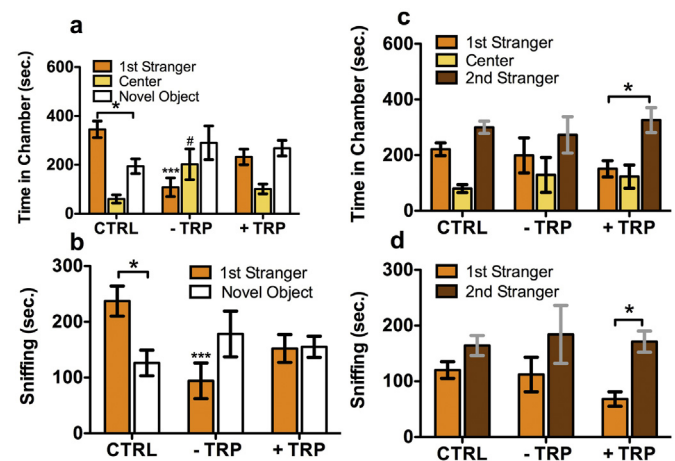 a
Time in Chamber (sec.)
600
400
200
0
1st Stranger
Center
Novel Object
*
***
#
CTRL
- TRP
+ TRP
b
Sniffing (sec.)
300
200
100
0
1st Stranger
Novel Object
*
***
CTRL
- TRP
+ TRP
c
Time in Chamber (sec.)
600
400
200
0
1st Stranger
Center
2nd Stranger
*
CTRL
- TRP
+ TRP
d
Sniffing (sec.)
300
200
100
0
1st Stranger
2nd Stranger
*
CTRL
- TRP
+ TRP